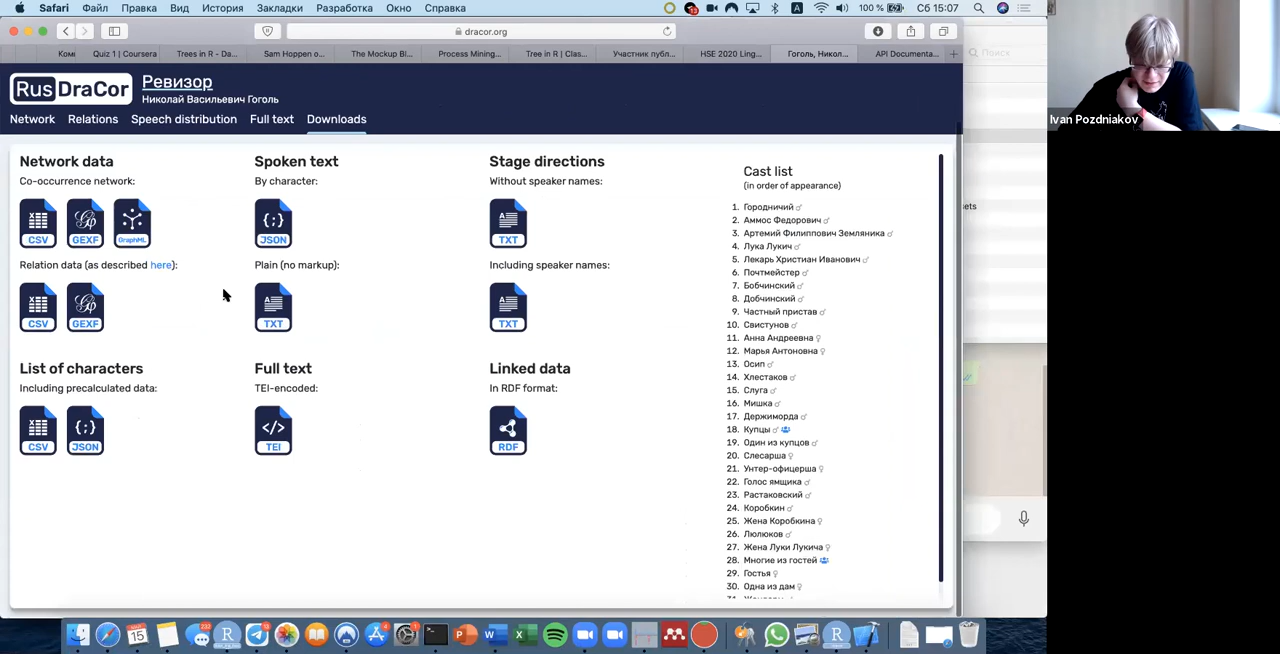 Safari Файл Правка Вид История Закладки Разработка Окно Справка 100 % Сб 15:07
dracor.org
Quiz 1 | Coursera Trees in R - Da... Sam Hoppen o... The Mockup Bl... Process Mining... Tree in R | Clas... Участник публ... HSE 2020 Ling... Гоголь, Никол... API Documenta...
Поиск
RusDraCor
Ревизор
Николай Васильевич Гоголь
Network Relations Speech distribution Full text Downloads
Network data
Co-occurrence network:
CSV GEXF GraphML
Relation data (as described here):
CSV GEXF
List of characters
Including precalculated data:
CSV JSON
Spoken text
By character:
JSON
Plain (no markup):
TXT
Full text
TEI-encoded:
TEI
Stage directions
Without speaker names:
TXT
Including speaker names:
TXT
Linked data
In RDF format:
RDF
Cast list
(in order of appearance)
1. Городничий ♂
2. Аммос Федорович ♂
3. Артемий Филиппович Земляника ♂
4. Лука Лукич ♂
5. Лекарь Христиан Иванович ♂
6. Почтмейстер ♂
7. Бобчинский ♂
8. Добчинский ♂
9. Частный пристав ♂
10. Свистунов ♂
11. Анна Андреевна ♀
12. Марья Антоновна ♀
13. Осип ♂
14. Хлестаков ♂
15. Слуга ♂
16. Мишка ♂
17. Держиморда ♂
18. Купцы ♂
19. Один из купцов ♂
20. Слесарша ♀
21. Унтер-офицерша ♀
22. Голос ямщика ♂
23. Растаковский ♂
24. Коробкин ♂
25. Жена Коробкина ♀
26. Люлюков ♂
27. Жена Луки Лукича ♀
28. Многие из гостей
29. Гостья ♀
30. Одна из дам ♀
Ivan Pozdniakov